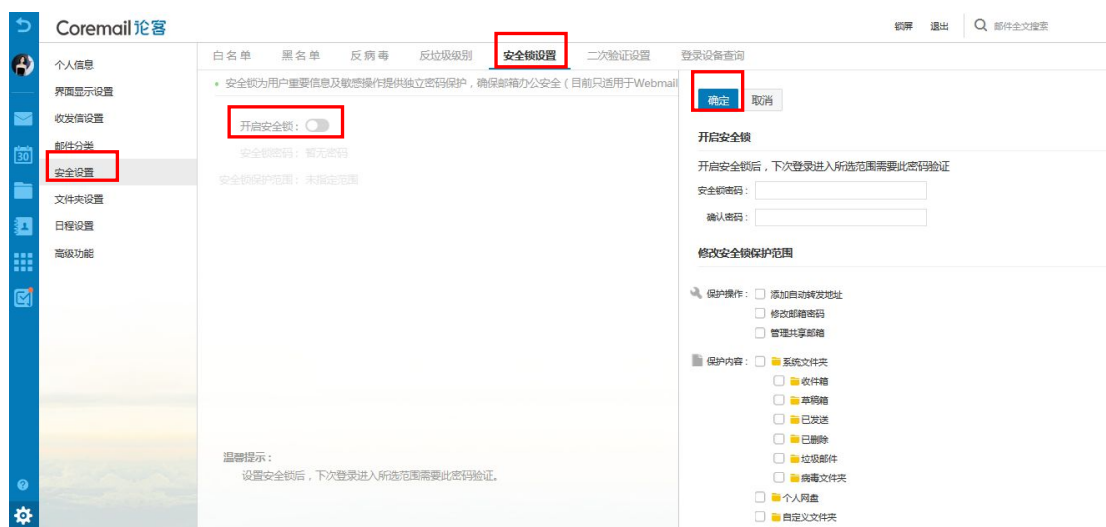 Coremail论客
锁屏 退出 邮件全文搜索
个人信息
界面显示设置
收发信设置
邮件分类
安全设置
文件夹设置
日程设置
高级功能
30
白名单 黑名单 反病毒 反垃圾级别 安全锁设置 二次验证设置 登录设备查询
安全锁为用户重要信息及敏感操作提供独立密码保护，确保邮箱办公安全（目前只适用于Webmail
开启安全锁：
安全锁密码：暂无密码
安全锁保护范围：未指定范围
温馨提示：
设置安全锁后，下次登录进入所选范围需要此密码验证。
确定 取消
开启安全锁
开启安全锁后，下次登录进入所选范围需要此密码验证
安全锁密码：
确认密码：
修改安全锁保护范围
保护操作： 添加自动转发地址
修改邮箱密码
管理共享邮箱
保护内容： 系统文件夹
收件箱
草稿箱
已发送
已删除
垃圾邮件
病毒文件夹
个人网盘
自定义文件夹